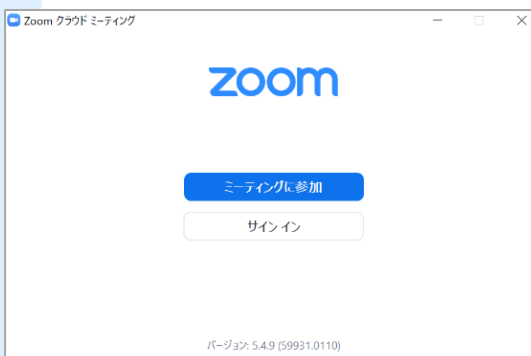 Zoom クラウド ミーティング
zoom
ミーティングに参加
サイン イン
バージョン: 5.4.9 (59931.0110)